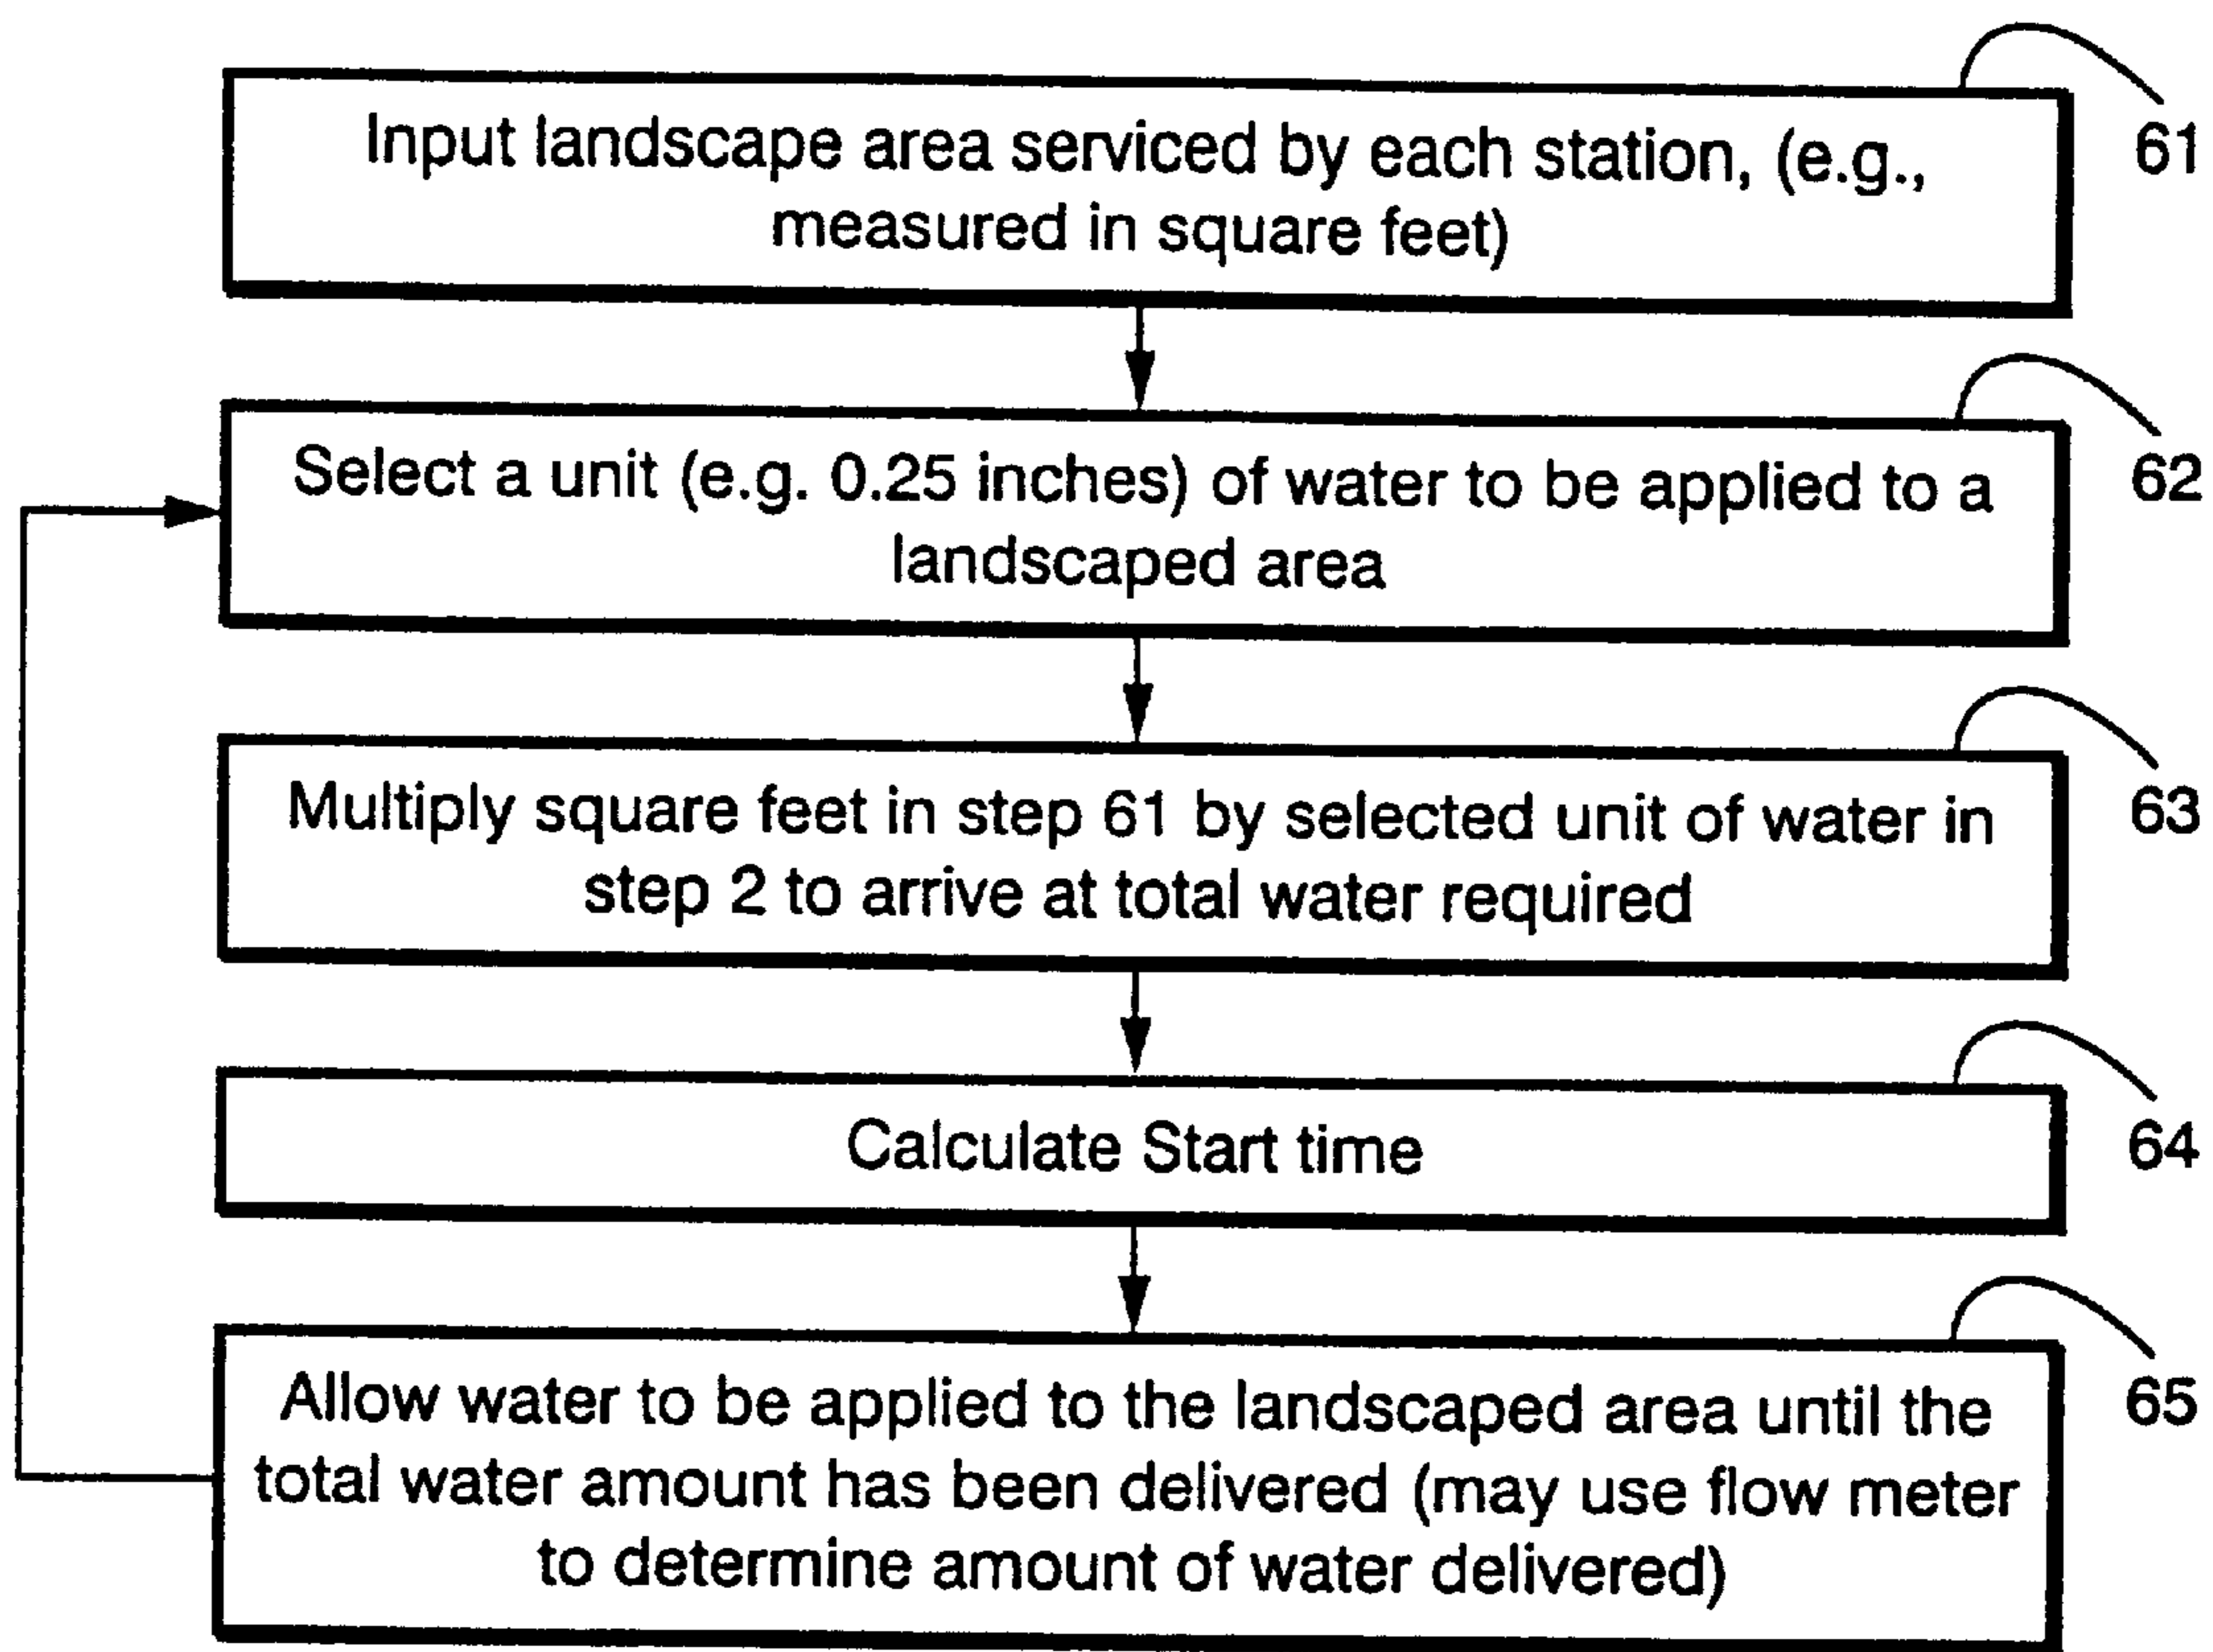 Input landscape area serviced by each station, (e.g.,
measured in square feet)
61
Select a unit (e.g. 0.25 inches) of water to be applied to a
landscaped area
62
Multiply square feet in step 61 by selected unit of water in
step 2 to arrive at total water required
63
Calculate Start time
64
Allow water to be applied to the landscaped area until the
total water amount has been delivered (may use flow meter
to determine amount of water delivered)
65